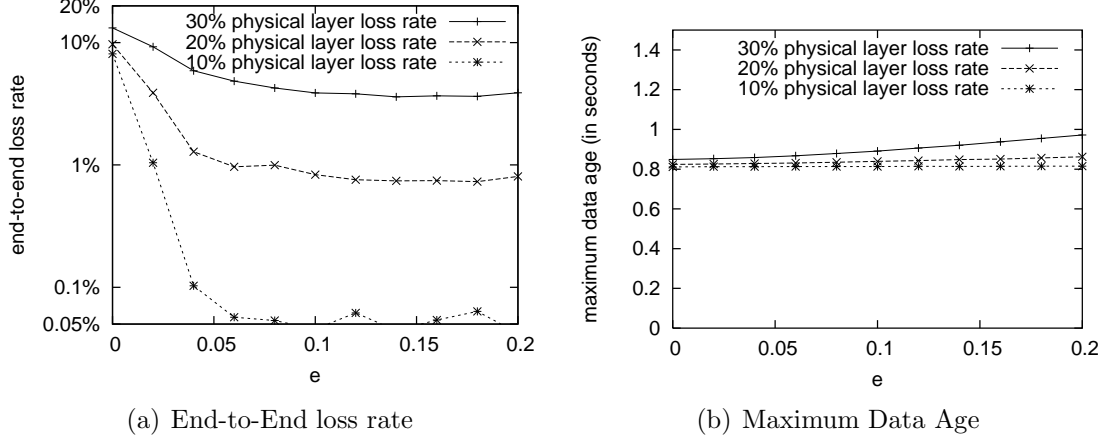 20%
10%
1%
0.1%
0.05%
end-to-end loss rate
30% physical layer loss rate
20% physical layer loss rate
10% physical layer loss rate
0 0.05 0.1 0.15 0.2
e
(a) End-to-End loss rate
1.4
1.2
1
0.8
0.6
0.4
0.2
0
maximum data age (in seconds)
30% physical layer loss rate
20% physical layer loss rate
10% physical layer loss rate
0 0.05 0.1 0.15 0.2
e
(b) Maximum Data Age